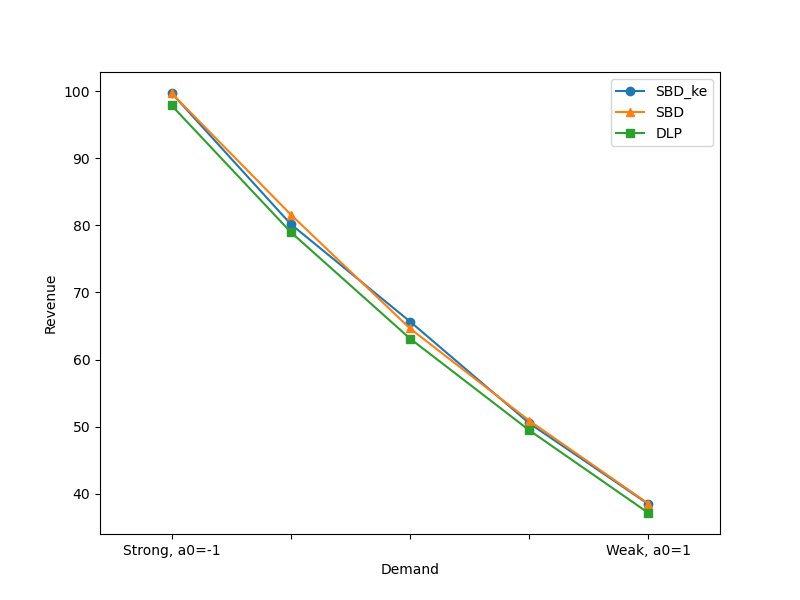 SBD_ke
SBD
DLP
100
90
80
70
60
50
40
Revenue
Strong, a0=-1
Weak, a0=1
Demand